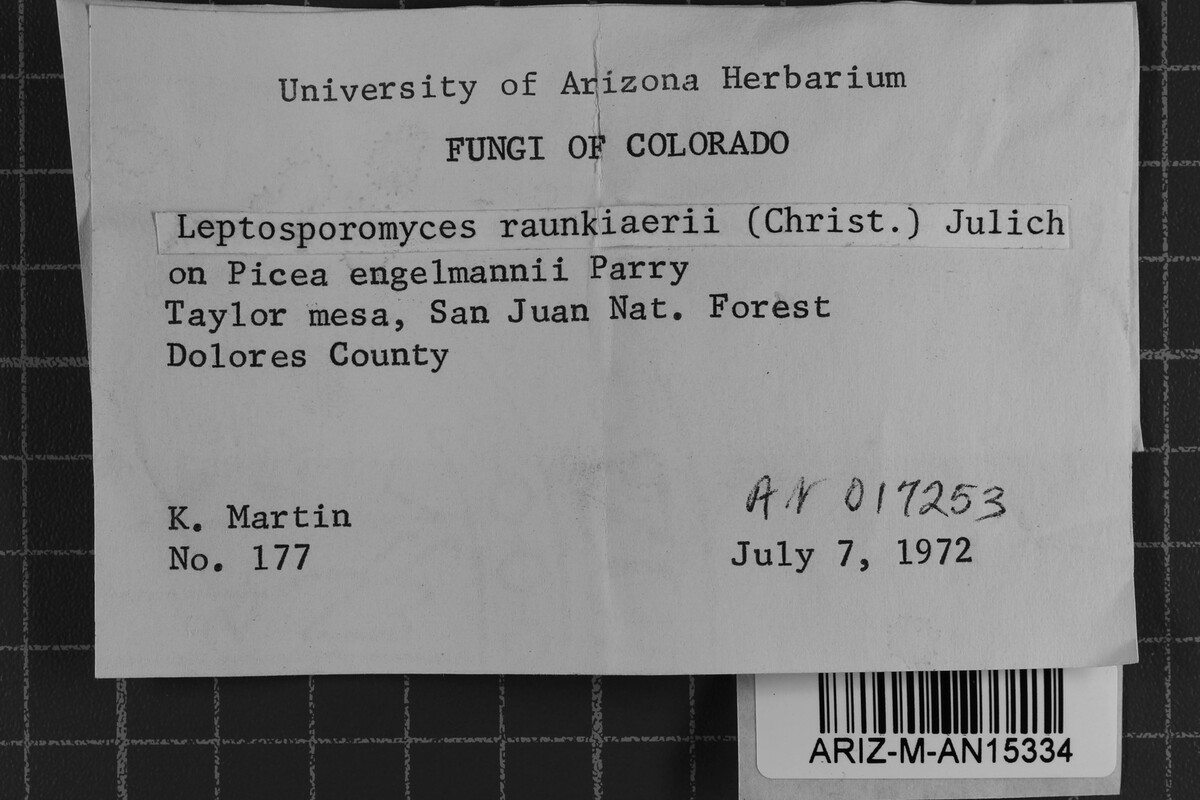 University of Arizona Herbarium
FUNGI OF COLORADO
Leptosporomyces raunkiaerii (Christ.) Julich
on Picea engelmannii Parry
Taylor mesa, San Juan Nat. Forest
Dolores County
K. Martin
No. 177
AN 017253
July 7, 1972
ARIZ-M-AN15334